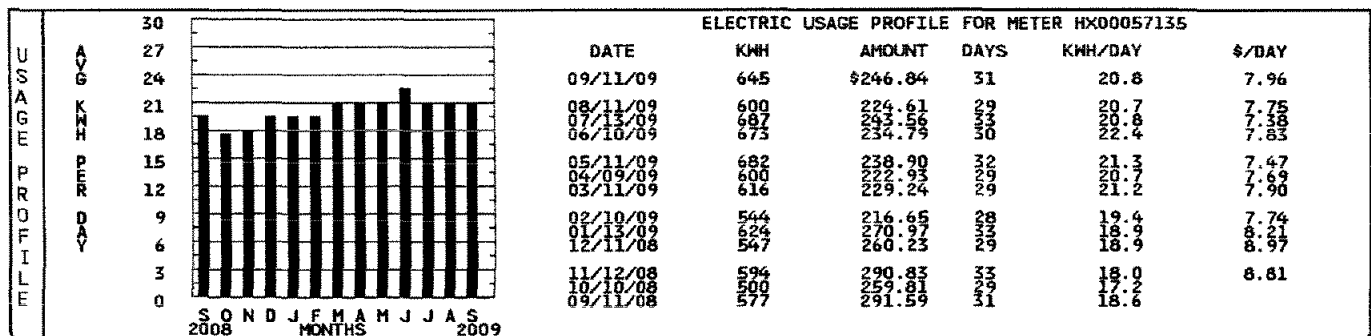 USAGE PROFILE
AVG KWH PER DAY
30
27
24
21
18
15
12
9
6
3
0
S O N D J F M A M J J A S
2008 MONTHS 2009
ELECTRIC USAGE PROFILE FOR METER HX00057135
DATE KWH AMOUNT DAYS KWH/DAY $/DAY
09/11/09 645 $246.84 31 20.8 7.96
08/11/09 600 224.61 29 20.7 7.75
07/13/09 687 243.56 33 20.8 7.38
06/10/09 673 234.79 30 22.4 7.83
05/11/09 682 238.90 32 21.3 7.47
04/09/09 600 222.93 29 20.7 7.69
03/11/09 616 229.24 29 21.2 7.90
02/10/09 544 216.65 28 19.4 7.74
01/13/09 624 270.97 33 18.9 8.21
12/11/08 547 260.23 29 18.9 8.97
11/12/08 594 290.83 33 18.0 8.81
10/10/08 500 259.81 29 17.2
09/11/08 577 291.59 31 18.6